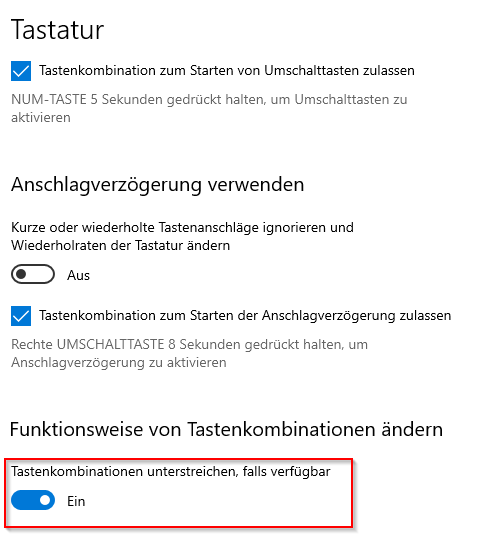 Tastatur
Tastenkombination zum Starten von Umschalttasten zulassen
NUM-TASTE 5 Sekunden gedrückt halten, um Umschalttasten zu
aktivieren
Anschlagverzögerung verwenden
Kurze oder wiederholte Tastenanschläge ignorieren und
Wiederholraten der Tastatur ändern
Aus
Tastenkombination zum Starten der Anschlagverzögerung zulassen
Rechte UMSCHALTTASTE 8 Sekunden gedrückt halten, um
Anschlagverzögerung zu aktivieren
Funktionsweise von Tastenkombinationen ändern
Tastenkombinationen unterstreichen, falls verfügbar
Ein